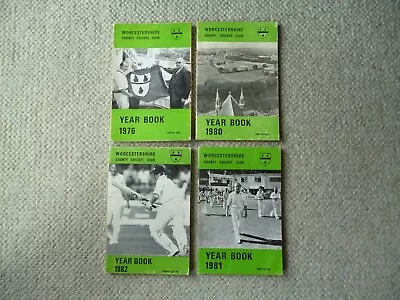 WORCESTERSHIRE
COUNTY CRICKET CLUB
YEAR BOOK
1976
WORCESTERSHIRE
COUNTY CRICKET CLUB
YEAR BOOK
1980
WORCESTERSHIRE
COUNTY CRICKET CLUB
YEAR BOOK
1982
WORCESTERSHIRE
COUNTY CRICKET CLUB
YEAR BOOK
1981